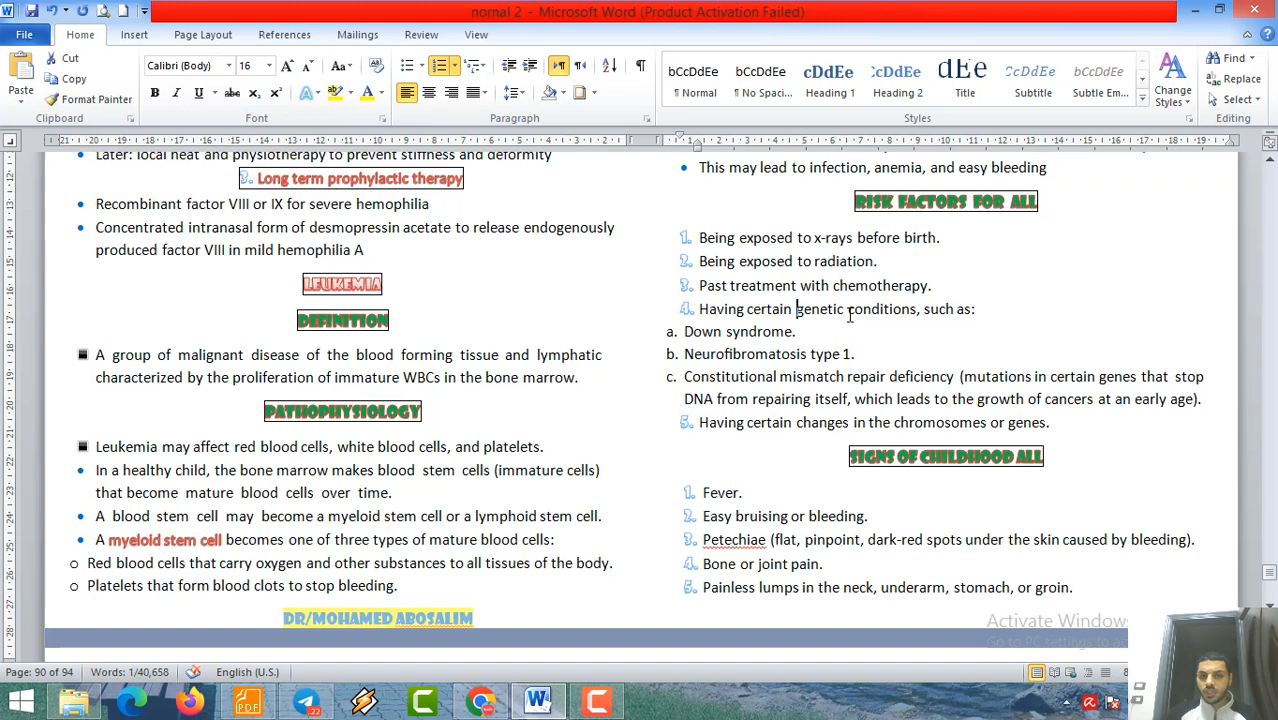 nornal 2 - Microsoft Word (Product Activation Failed)
File
Home
Insert
Page Layout
References
Mailings
Review
View
Paste
Cut
Copy
Format Painter
Clipboard
Calibri (Body)
16
Font
Paragraph
AaBbCcDdEe
¶ Normal
¶ No Spaci...
Heading 1
Heading 2
Title
Subtitle
Subtle Em...
Styles
Change
Styles
Find
Replace
Select
Editing
Later: local heat and physiotherapy to prevent stiffness and deformity
3. Long term prophylactic therapy
Recombinant factor VIII or IX for severe hemophilia
Concentrated intranasal form of desmopressin acetate to release endogenously
produced factor VIII in mild hemophilia A
LEUKEMIA
DEFINITION
A group of malignant disease of the blood forming tissue and lymphatic
characterized by the proliferation of immature WBCs in the bone marrow.
PATHOPHYSIOLOGY
Leukemia may affect red blood cells, white blood cells, and platelets.
In a healthy child, the bone marrow makes blood stem cells (immature cells)
that become mature blood cells over time.
A blood stem cell may become a myeloid stem cell or a lymphoid stem cell.
A myeloid stem cell becomes one of three types of mature blood cells:
o Red blood cells that carry oxygen and other substances to all tissues of the body.
o Platelets that form blood clots to stop bleeding.
DR/MOHAMED ABOSALIM
This may lead to infection, anemia, and easy bleeding
RISK FACTORS FOR ALL
1. Being exposed to x-rays before birth.
2. Being exposed to radiation.
3. Past treatment with chemotherapy.
4. Having certain genetic conditions, such as:
a. Down syndrome.
b. Neurofibromatosis type 1.
c. Constitutional mismatch repair deficiency (mutations in certain genes that stop
DNA from repairing itself, which leads to the growth of cancers at an early age).
5. Having certain changes in the chromosomes or genes.
SIGNS OF CHILDHOOD ALL
1. Fever.
2. Easy bruising or bleeding.
3. Petechiae (flat, pinpoint, dark-red spots under the skin caused by bleeding).
4. Bone or joint pain.
5. Painless lumps in the neck, underarm, stomach, or groin.
Activate Windows
Go to PC settings to
Page: 90 of 94
Words: 1/40,658
English (U.S.)